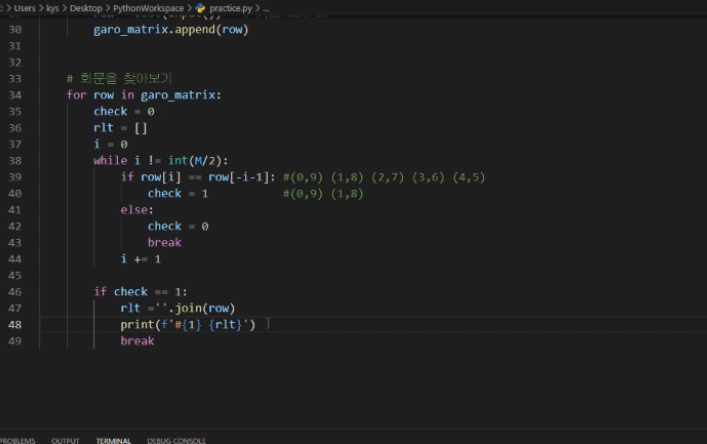 > Users > kys > Desktop > PythonWorkspace > practice.py > ...
30 garo_matrix.append(row)
31
32
33 # 회문을 찾아보기
34 for row in garo_matrix:
35 check = 0
36 rlt = []
37 i = 0
38 while i != int(M/2):
39 if row[i] == row[-i-1]: #(0,9) (1,8) (2,7) (3,6) (4,5)
40 check = 1 #(0,9) (1,8)
41 else:
42 check = 0
43 break
44 i += 1
45
46 if check == 1:
47 rlt =''.join(row)
48 print(f'#{1} {rlt}')
49 break
PROBLEMS OUTPUT TERMINAL DEBUG CONSOLE